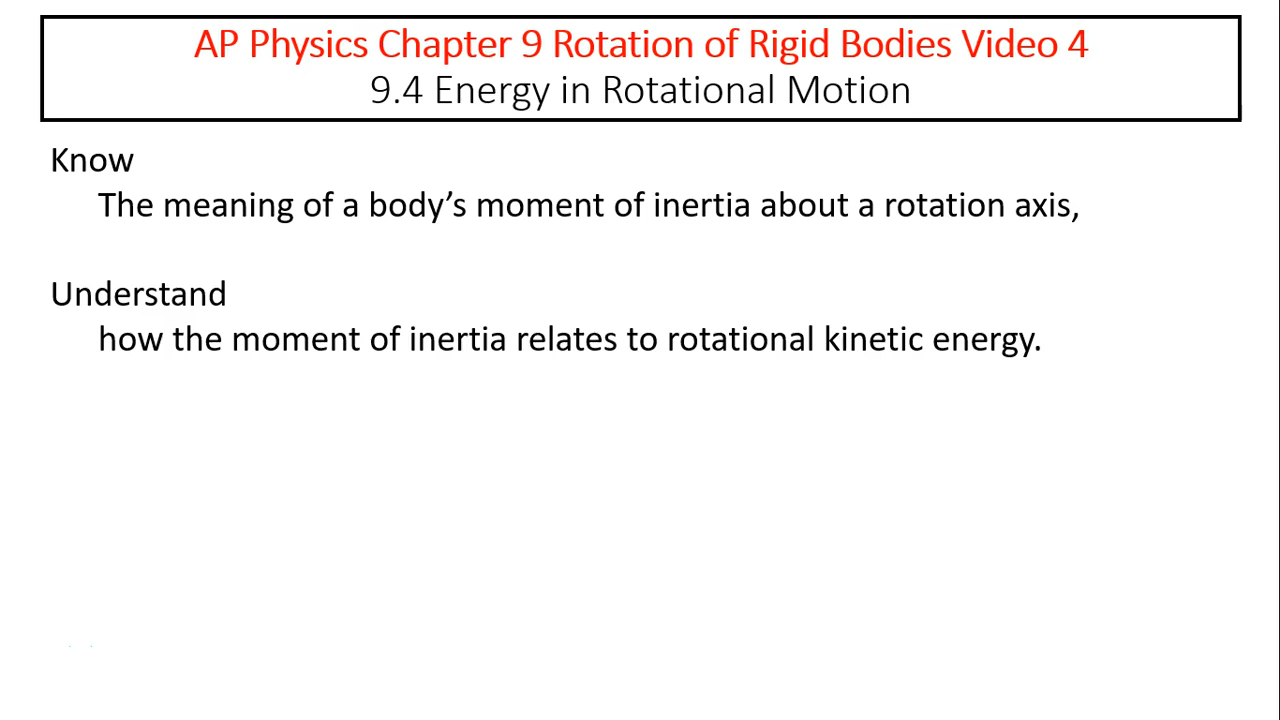 AP Physics Chapter 9 Rotation of Rigid Bodies Video 4
9.4 Energy in Rotational Motion
Know
The meaning of a body’s moment of inertia about a rotation axis,
Understand
how the moment of inertia relates to rotational kinetic energy.